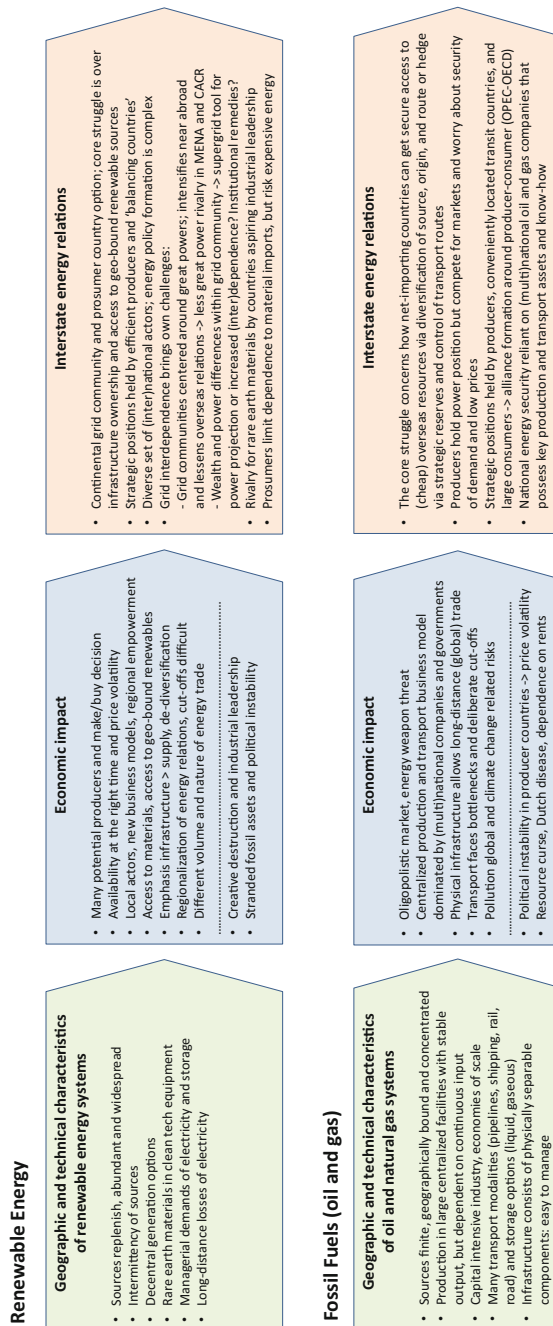 Renewable Energy
Geographic and technical characteristics
of renewable energy systems
• Sources replenish, abundant and widespread
• Intermittency of sources
• Decentral generation options
• Rare earth materials in clean tech equipment
• Managerial demands of electricity and storage
• Long-distance losses of electricity
Economic impact
• Many potential producers and make/buy decision
• Availability at the right time and price volatility
• Local actors, new business models, regional empowerment
• Access to materials, access to geo-bound renewables
• Emphasis infrastructure > supply, de-diversification
• Regionalization of energy relations, cut-offs difficult
• Different volume and nature of energy trade
• Creative destruction and industrial leadership
• Stranded fossil assets and political instability
Interstate energy relations
• Continental grid community and prosumer country option; core struggle is over
infrastructure ownership and access to geo-bound renewable sources
• Strategic positions held by efficient producers and ‘balancing countries’
• Diverse set of (inter)national actors; energy policy formation is complex
• Grid interdependence brings own challenges:
- Grid communities centered around great powers; intensifies near abroad
and lessens overseas relations -> less great power rivalry in MENA and CACR
- Wealth and power differences within grid community -> supergrid tool for
power projection or increased (inter)dependence? Institutional remedies?
• Rivalry for rare earth materials by countries aspiring industrial leadership
• Prosumers limit dependence to material imports, but risk expensive energy
Fossil Fuels (oil and gas)
Geographic and technical characteristics
of oil and natural gas systems
• Sources finite, geographically bound and concentrated
• Production in large centralized facilities with stable
output, but dependent on continuous input
• Capital intensive industry, economies of scale
• Many transport modalities (pipelines, shipping, rail,
road) and storage options (liquid, gaseous)
• Infrastructure consists of physically separable
components: easy to manage
Economic impact
• Oligopolistic market, energy weapon threat
• Centralized production and transport business model
dominated by (multi)national companies and governments
• Physical infrastructure allows long-distance (global) trade
• Transport faces bottlenecks and deliberate cut-offs
• Pollution global and climate change related risks
• Political instability in producer countries -> price volatility
• Resource curse, Dutch disease, dependence on rents
Interstate energy relations
• The core struggle concerns how net-importing countries can get secure access to
(cheap) overseas resources via diversification of source, origin, and route or hedge
via strategic reserves and control of transport routes
• Producers hold power position but compete for markets and worry about security
of demand and low prices
• Strategic positions held by producers, conveniently located transit countries, and
large consumers -> alliance formation around producer-consumer (OPEC-OECD)
• National energy security reliant on (multi)national oil and gas companies that
possess key production and transport assets and know-how